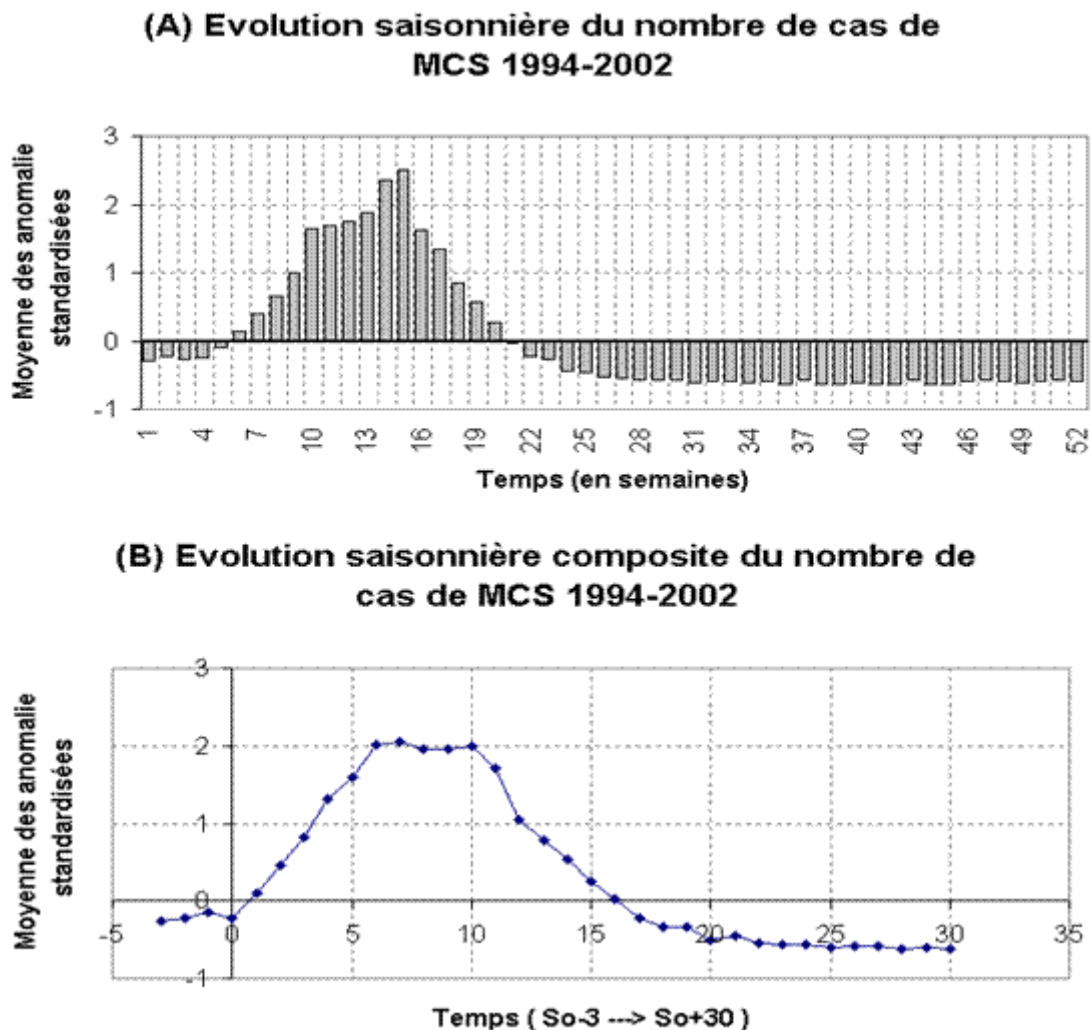 (A) Evolution saisonnière du nombre de cas de
MCS 1994-2002
Moyenne des anomalie
standardisées
3
2
1
0
-1
1 4 7 10 13 16 19 22 25 28 31 34 37 40 43 46 49 52
Temps (en semaines)
(B) Evolution saisonnière composite du nombre de
cas de MCS 1994-2002
Moyenne des anomalie
standardisées
3
2
1
0
-1
-5 0 5 10 15 20 25 30 35
Temps ( So-3 ---> So+30 )